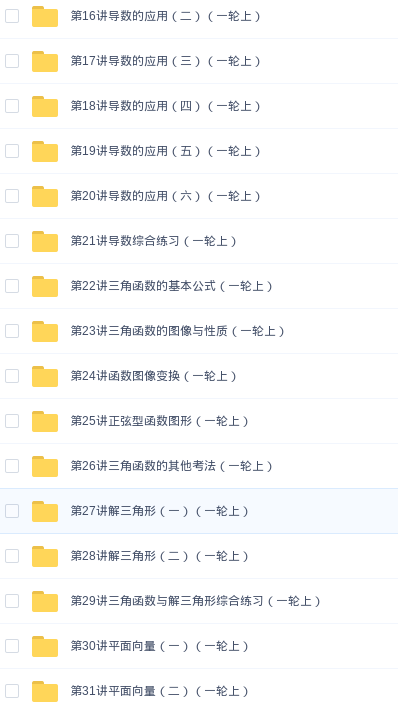 第16讲导数的应用（二）（一轮上）
第17讲导数的应用（三）（一轮上）
第18讲导数的应用（四）（一轮上）
第19讲导数的应用（五）（一轮上）
第20讲导数的应用（六）（一轮上）
第21讲导数综合练习（一轮上）
第22讲三角函数的基本公式（一轮上）
第23讲三角函数的图像与性质（一轮上）
第24讲函数图像变换（一轮上）
第25讲正弦型函数图形（一轮上）
第26讲三角函数的其他考法（一轮上）
第27讲解三角形（一）（一轮上）
第28讲解三角形（二）（一轮上）
第29讲三角函数与解三角形综合练习（一轮上）
第30讲平面向量（一）（一轮上）
第31讲平面向量（二）（一轮上）